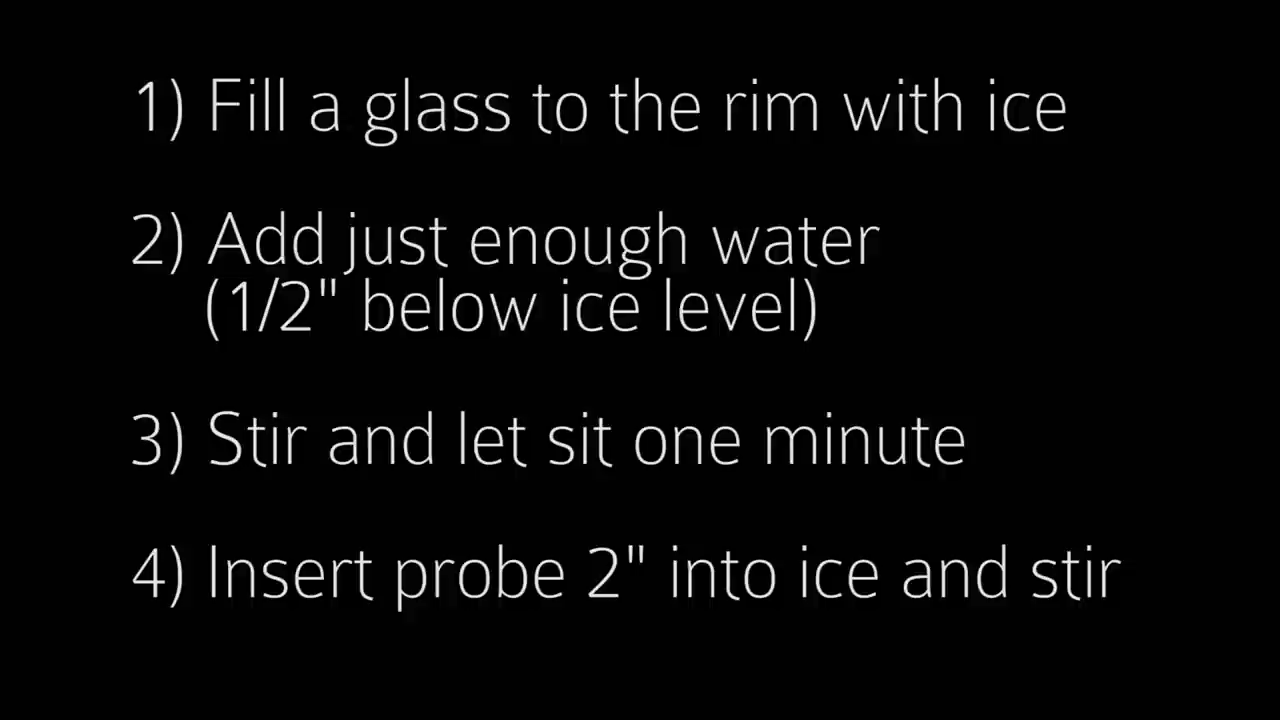 1) Fill a glass to the rim with ice
2) Add just enough water
(1/2" below ice level)
3) Stir and let sit one minute
4) Insert probe 2" into ice and stir